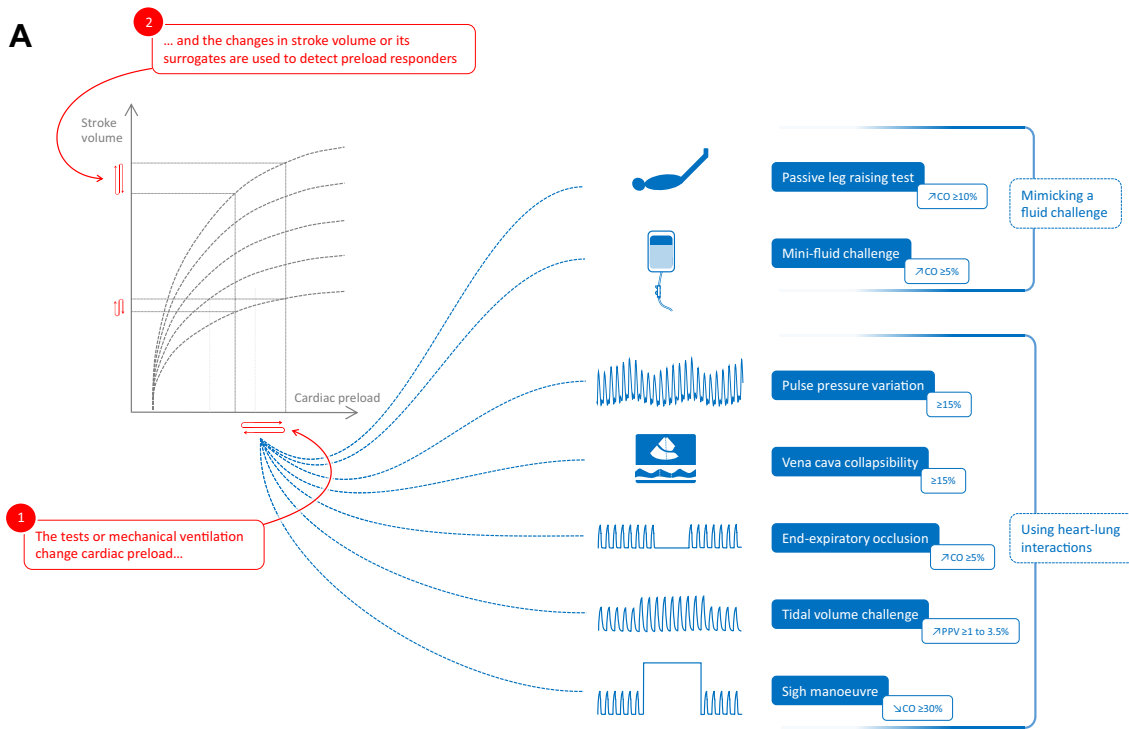 A
2
... and the changes in stroke volume or its
surrogates are used to detect preload responders
Stroke
volume
Cardiac preload
1
The tests or mechanical ventilation
change cardiac preload...
Passive leg raising test
↗CO ≥10%
Mini-fluid challenge
↗CO ≥5%
Mimicking a
fluid challenge
Pulse pressure variation
≥15%
Vena cava collapsibility
≥15%
End-expiratory occlusion
↗CO ≥5%
Tidal volume challenge
↗PPV ≥1 to 3.5%
Sigh manoeuvre
↘CO ≥30%
Using heart-lung
interactions